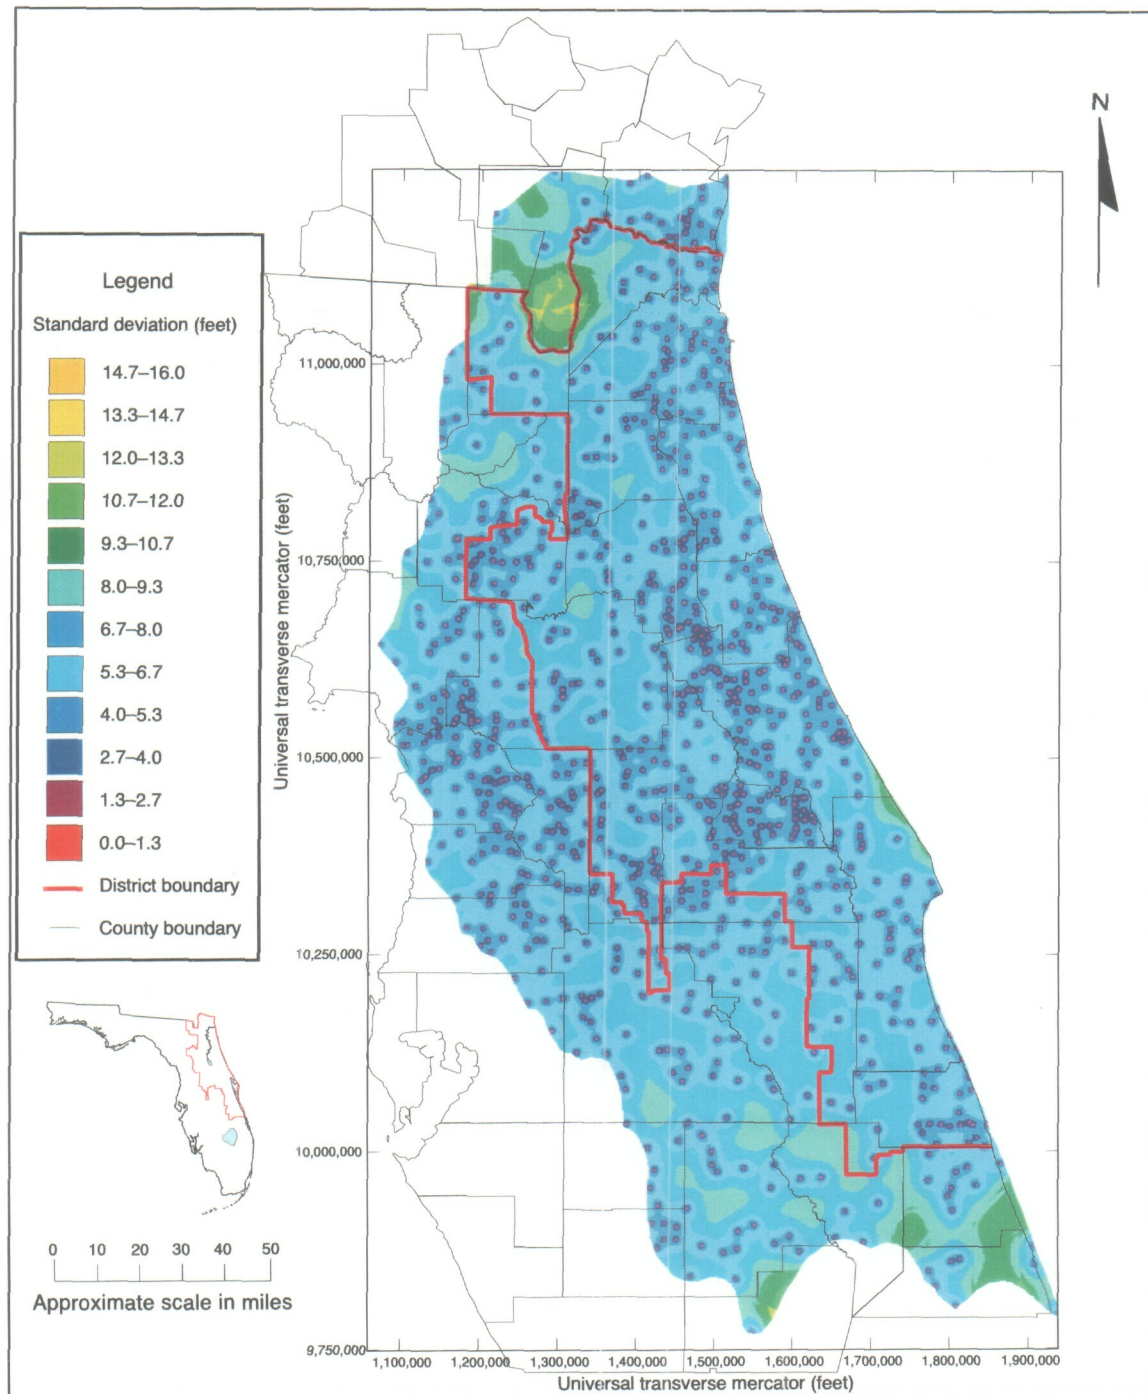 N
Legend
Standard deviation (feet)
14.7–16.0
13.3–14.7
12.0–13.3
10.7–12.0
9.3–10.7
8.0–9.3
6.7–8.0
5.3–6.7
4.0–5.3
2.7–4.0
1.3–2.7
0.0–1.3
District boundary
County boundary
Universal transverse mercator (feet)
11,000,000
10,750,000
10,500,000
10,250,000
10,000,000
9,750,000
0 10 20 30 40 50
Approximate scale in miles
1,100,000 1,200,000 1,300,000 1,400,000 1,500,000 1,600,000 1,700,000 1,800,000 1,900,000
Universal transverse mercator (feet)